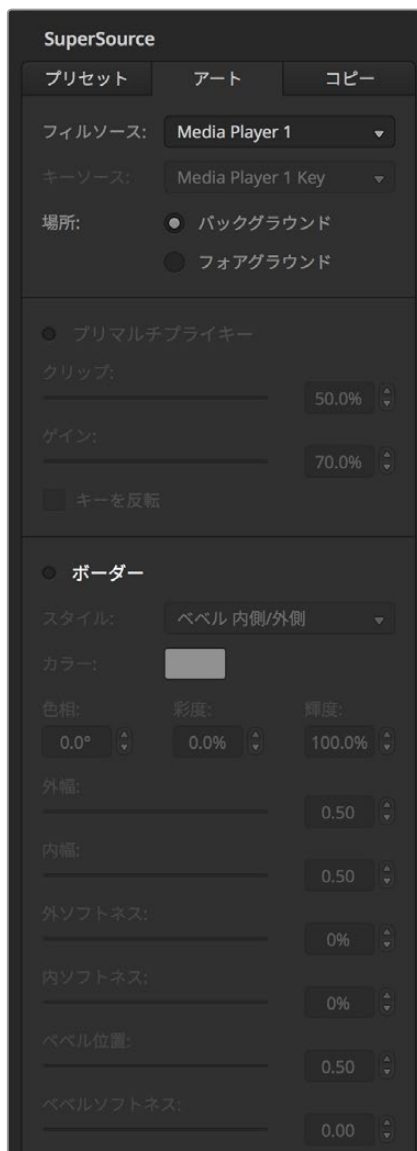 SuperSource
プリセット アート コピー
フィルソース: Media Player 1
キーソース: Media Player 1 Key
場所: バックグラウンド
フォアグラウンド
プリマルチプライキー
クリップ:
50.0%
ゲイン:
70.0%
キーを反転
ボーダー
スタイル: ベベル 内側/外側
カラー:
色相: 彩度: 輝度:
0.0° 0.0% 100.0%
外幅:
0.50
内幅:
0.50
外ソフトネス:
0%
内ソフトネス:
0%
ベベル位置:
0.50
ベベルソフトネス:
0.00